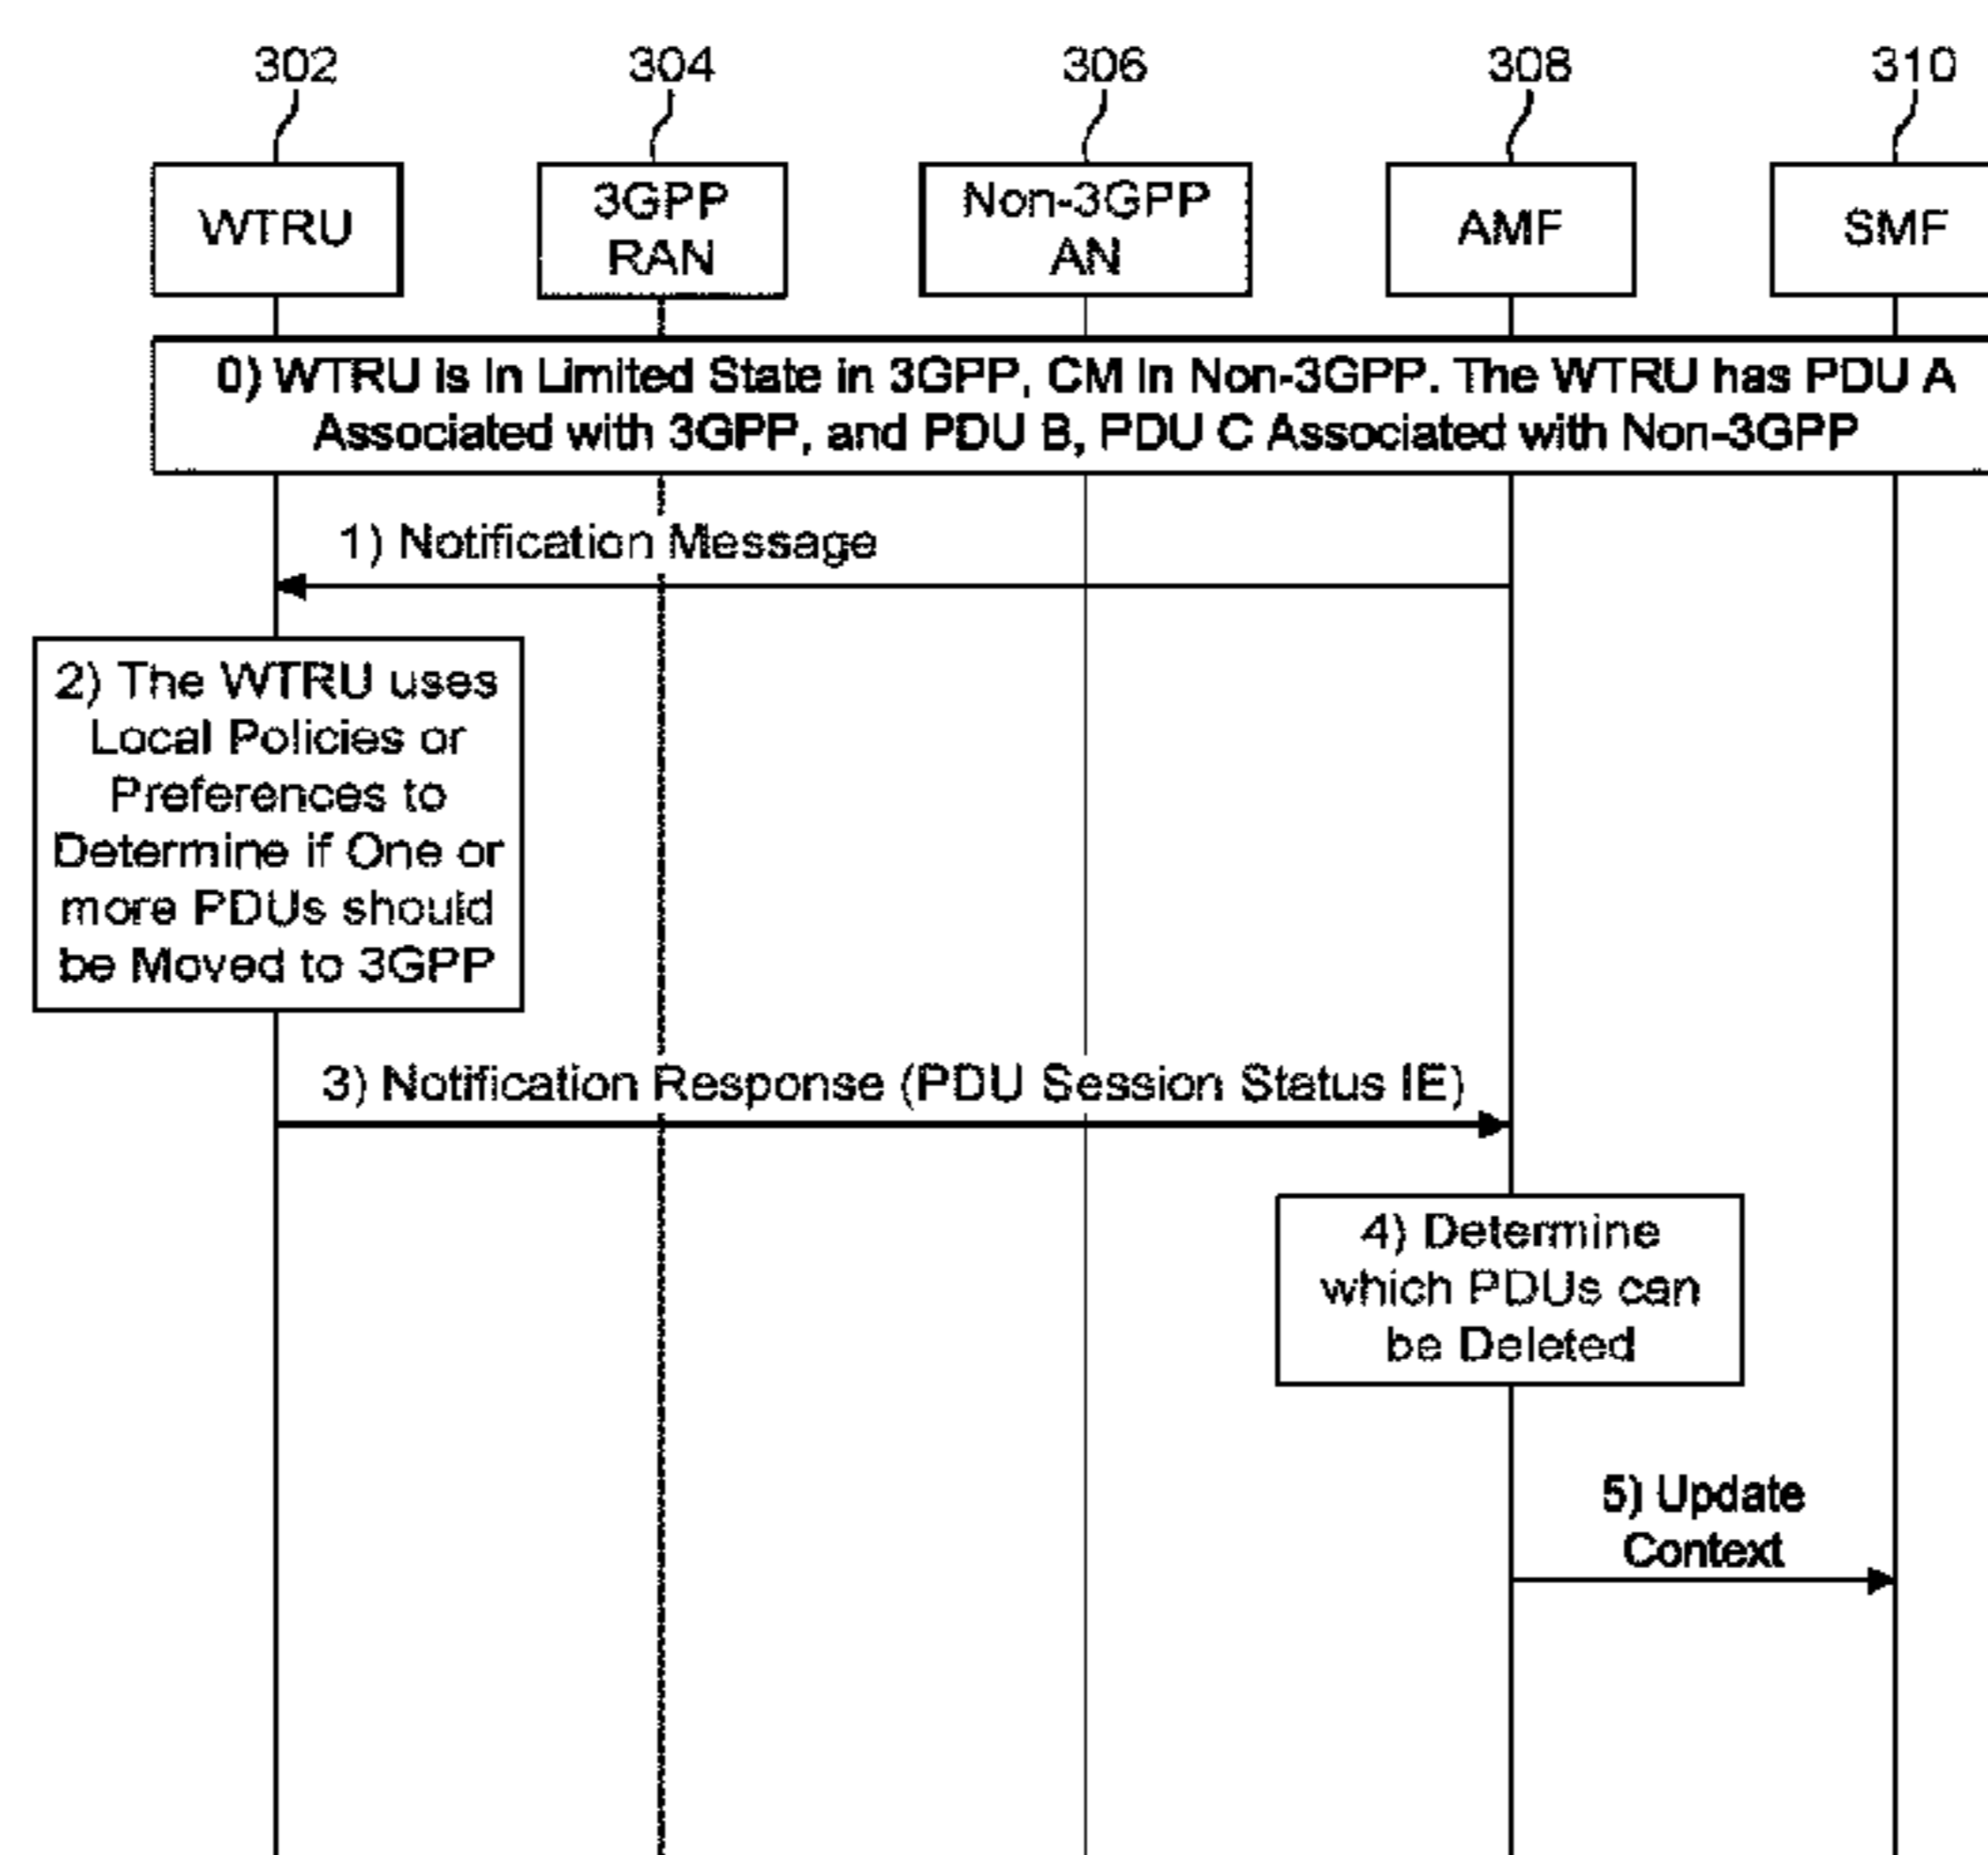 302
304
306
308
310
WTRU
3GPP
RAN
Non-3GPP
AN
AMF
SMF
0) WTRU is in Limited State in 3GPP, CM in Non-3GPP. The WTRU has PDU A
Associated with 3GPP, and PDU B, PDU C Associated with Non-3GPP
1) Notification Message
2) The WTRU uses
Local Policies or
Preferences to
Determine if One or
more PDUs should
be Moved to 3GPP
3) Notification Response (PDU Session Status IE)
4) Determine
which PDUs can
be Deleted
5) Update
Context